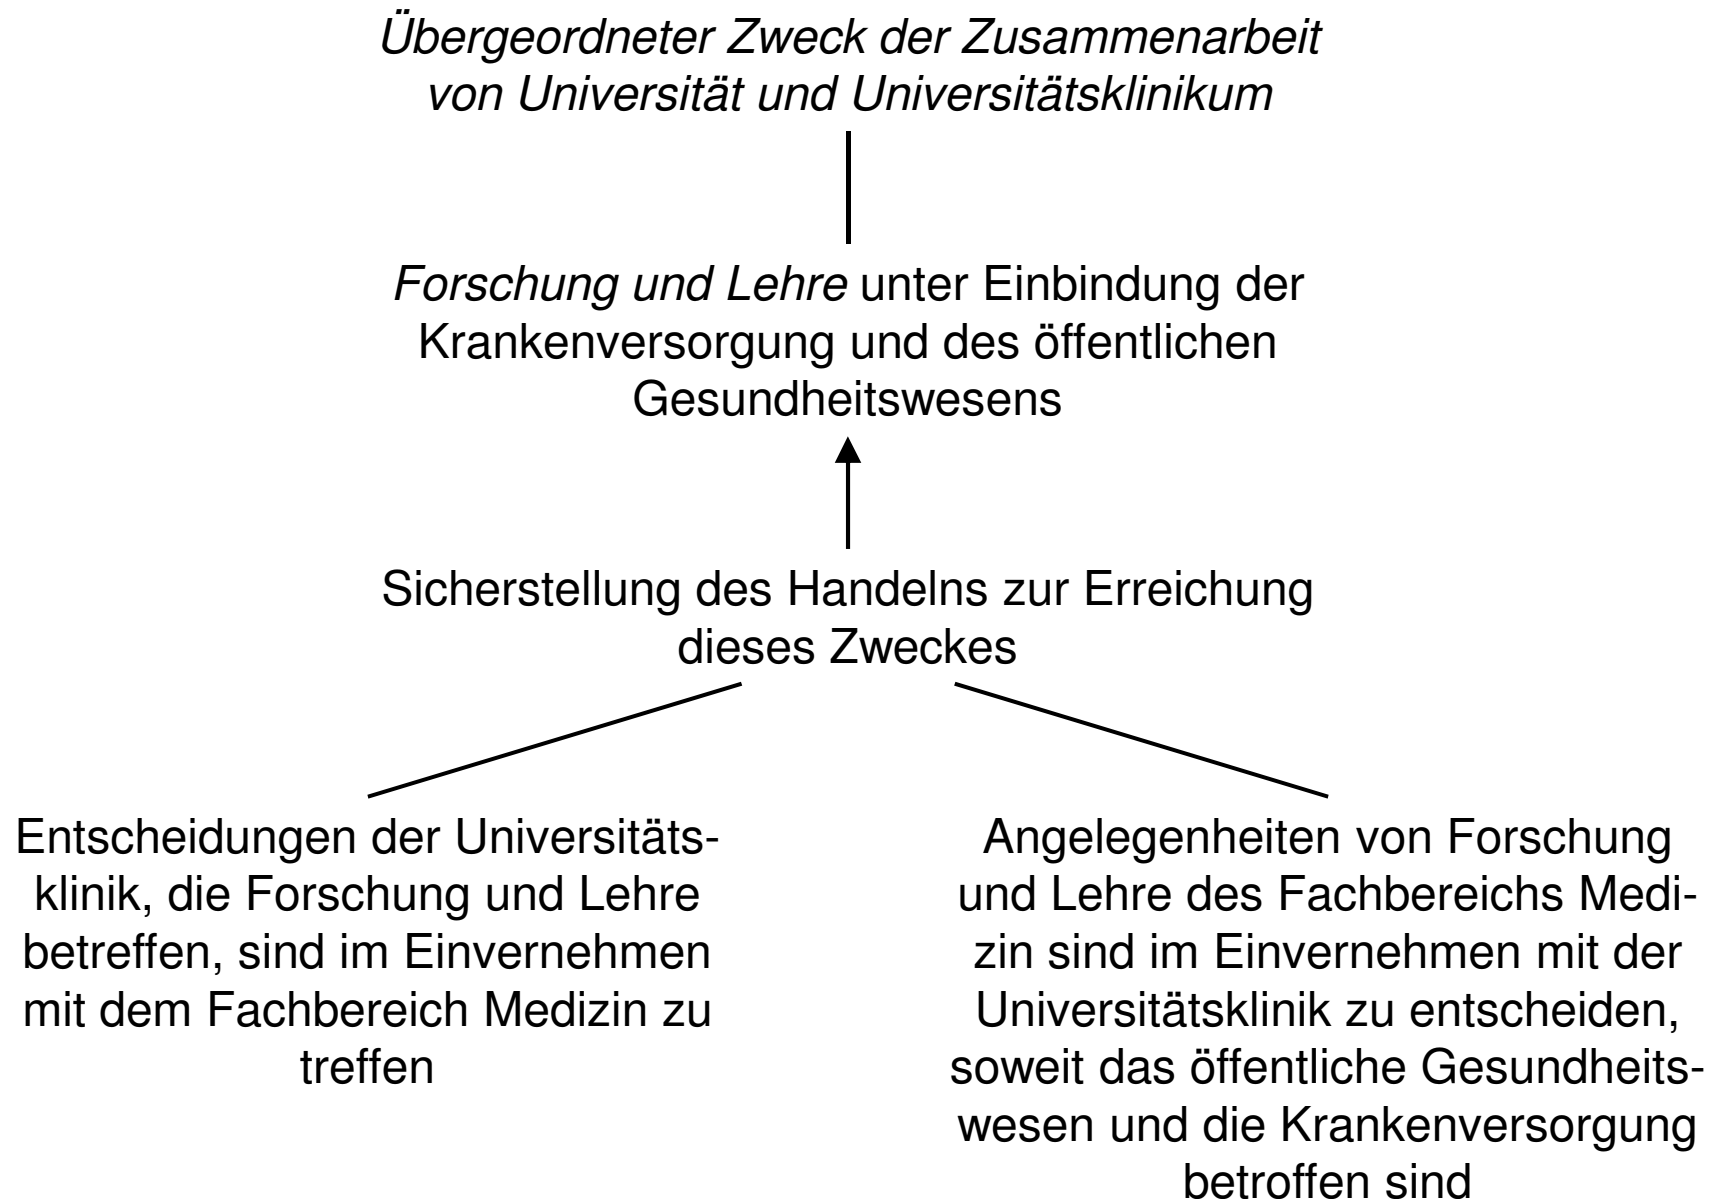 Übergeordneter Zweck der Zusammenarbeit
von Universität und Universitätsklinikum
Forschung und Lehre unter Einbindung der
Krankenversorgung und des öffentlichen
Gesundheitswesens
Sicherstellung des Handelns zur Erreichung
dieses Zweckes
Entscheidungen der Universitäts-
klinik, die Forschung und Lehre
betreffen, sind im Einvernehmen
mit dem Fachbereich Medizin zu
treffen
Angelegenheiten von Forschung
und Lehre des Fachbereichs Medi-
zin sind im Einvernehmen mit der
Universitätsklinik zu entscheiden,
soweit das öffentliche Gesundheits-
wesen und die Krankenversorgung
betroffen sind